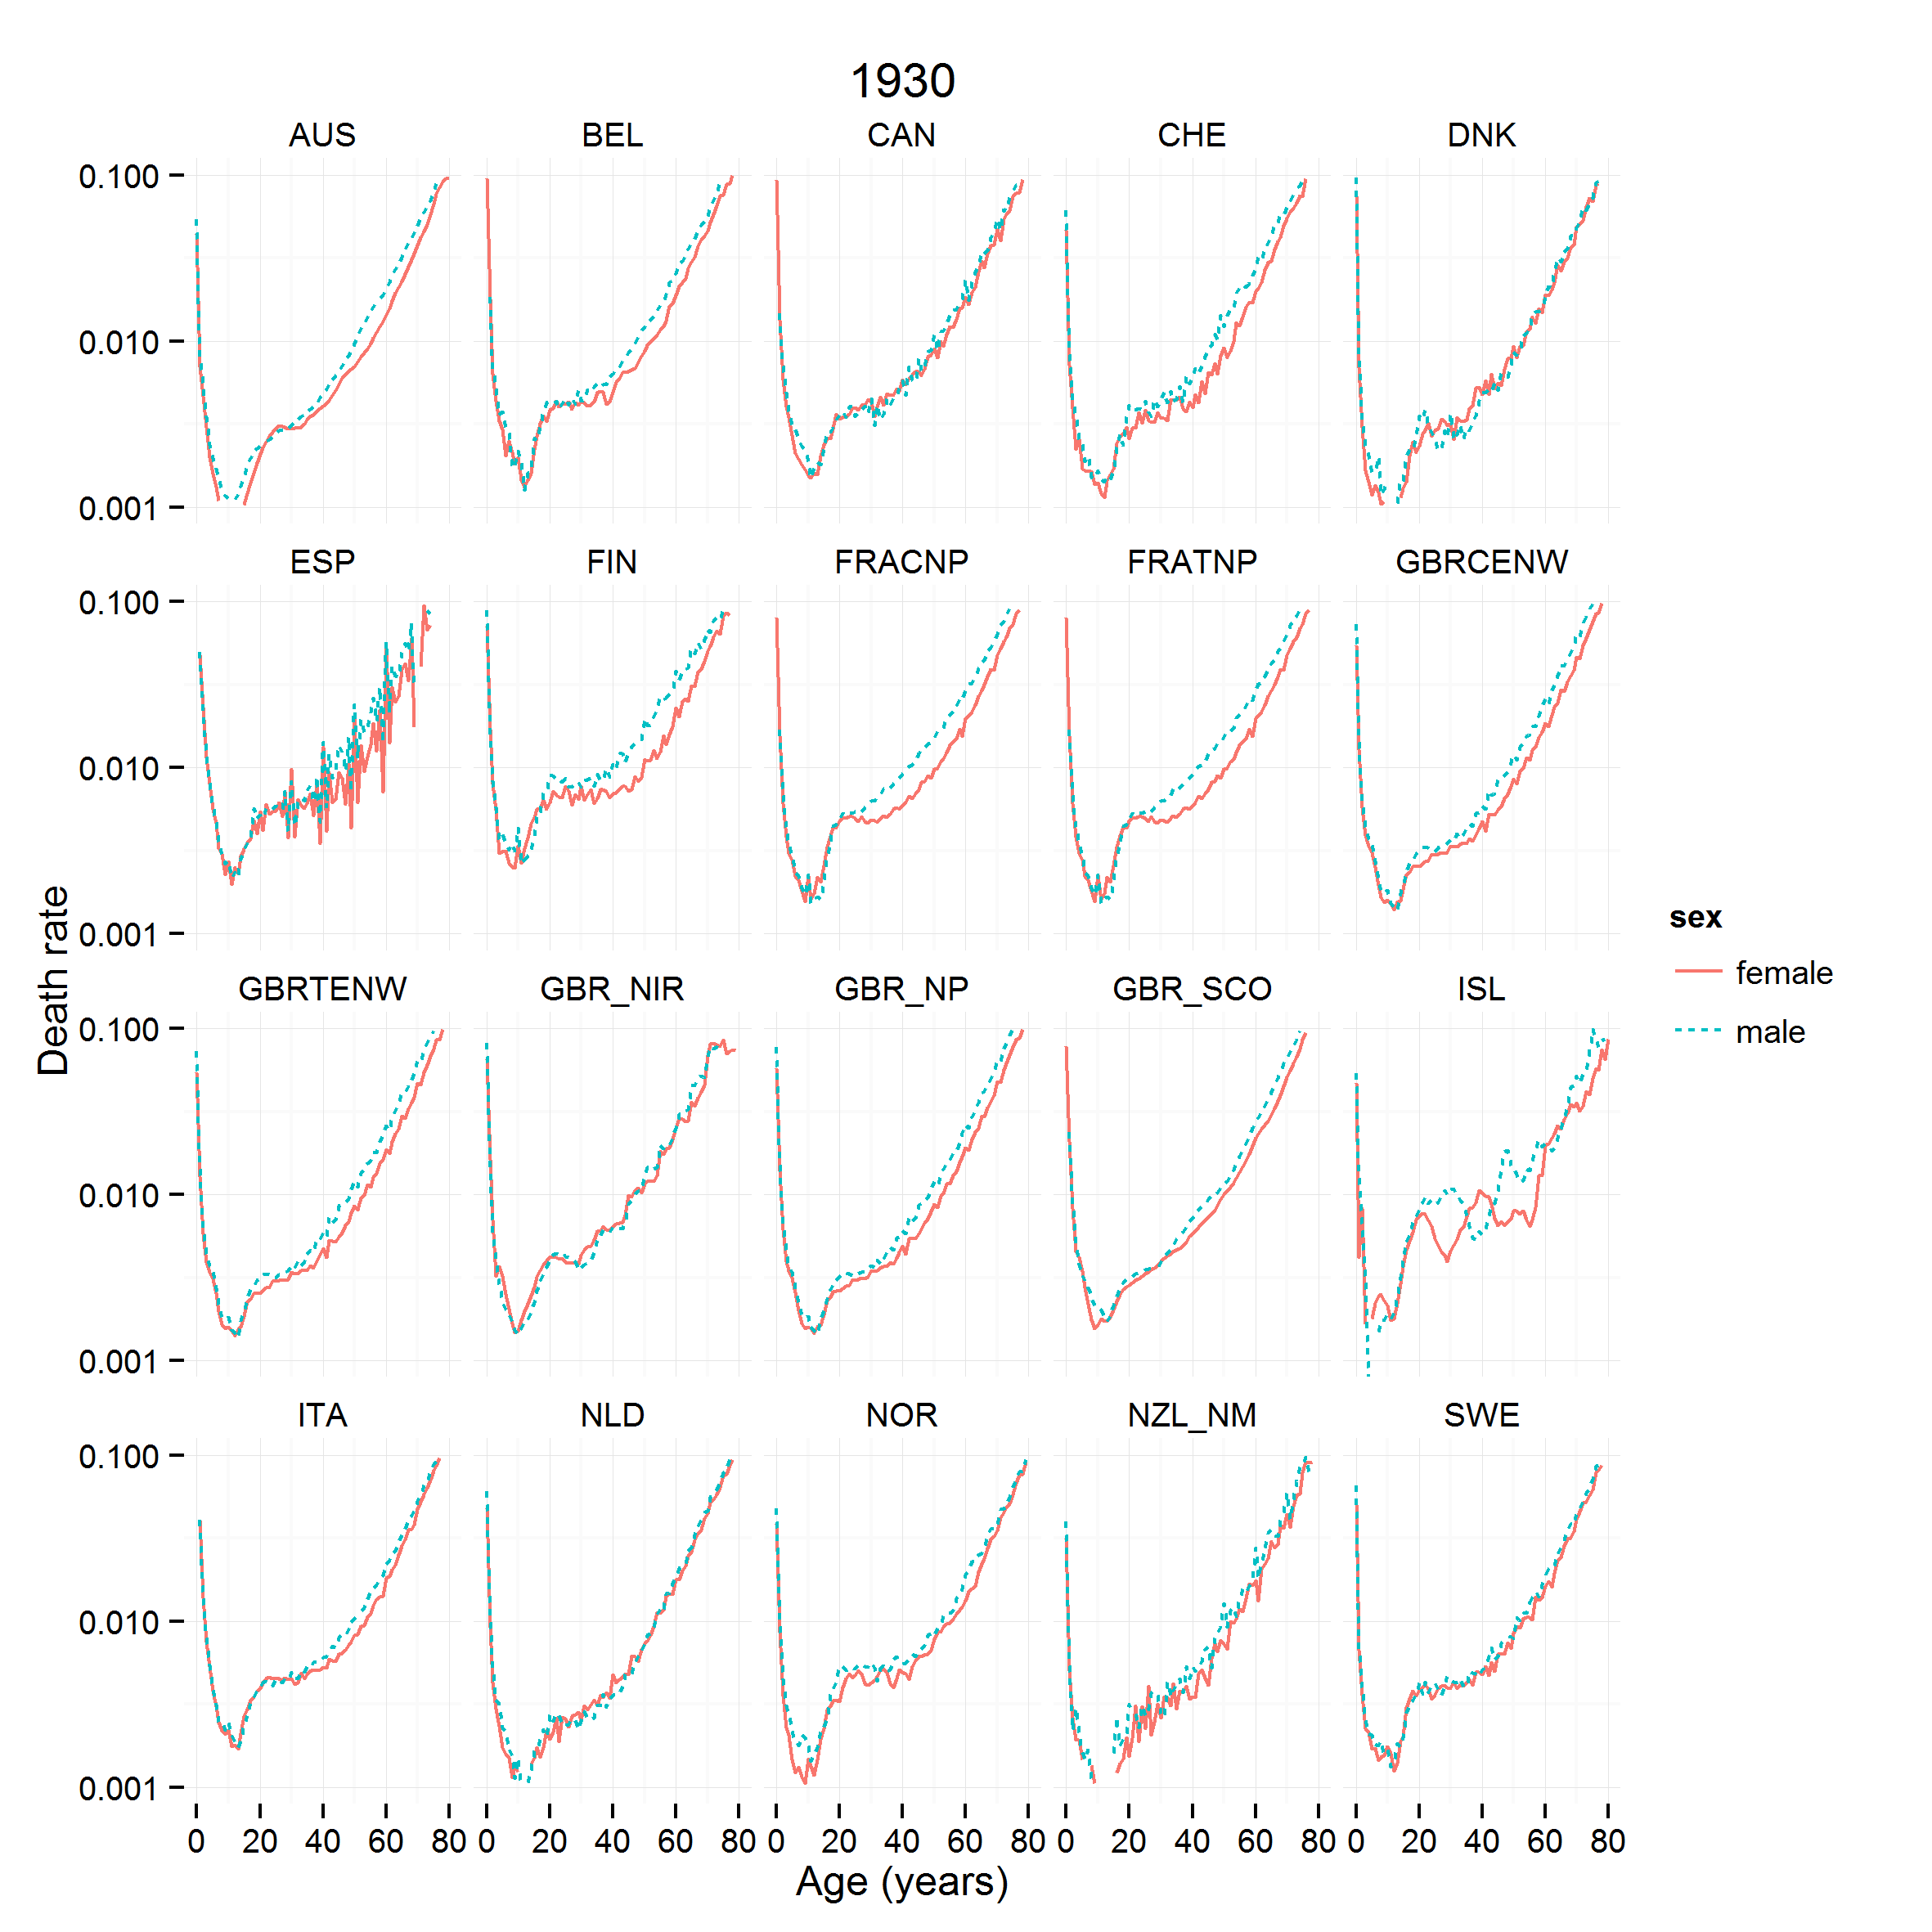 1930
AUS BEL CAN CHE DNK
0.100
0.010
0.001
ESP FIN FRACNP FRATNP GBRCENW
0.100
0.010
0.001
GBRTENW GBR_NIR GBR_NP GBR_SCO ISL
0.100
0.010
0.001
ITA NLD NOR NZL_NM SWE
0.100
0.010
0.001
0 20 40 60 80 0 20 40 60 80 0 20 40 60 80 0 20 40 60 80 0 20 40 60 80
Age (years)
Death rate
sex
female
male